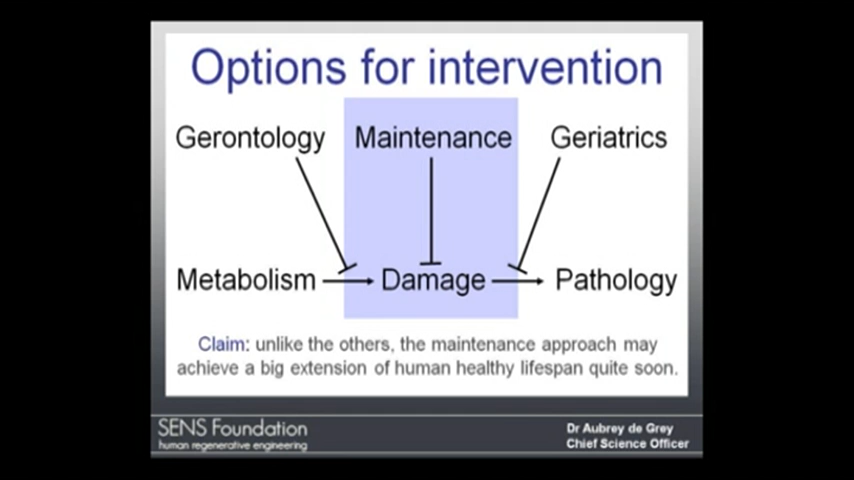 Options for intervention
Gerontology Maintenance Geriatrics
Metabolism Damage Pathology
Claim: unlike the others, the maintenance approach may
achieve a big extension of human healthy lifespan quite soon.
SENS Foundation
human regenerative engineering
Dr Aubrey de Grey
Chief Science Officer